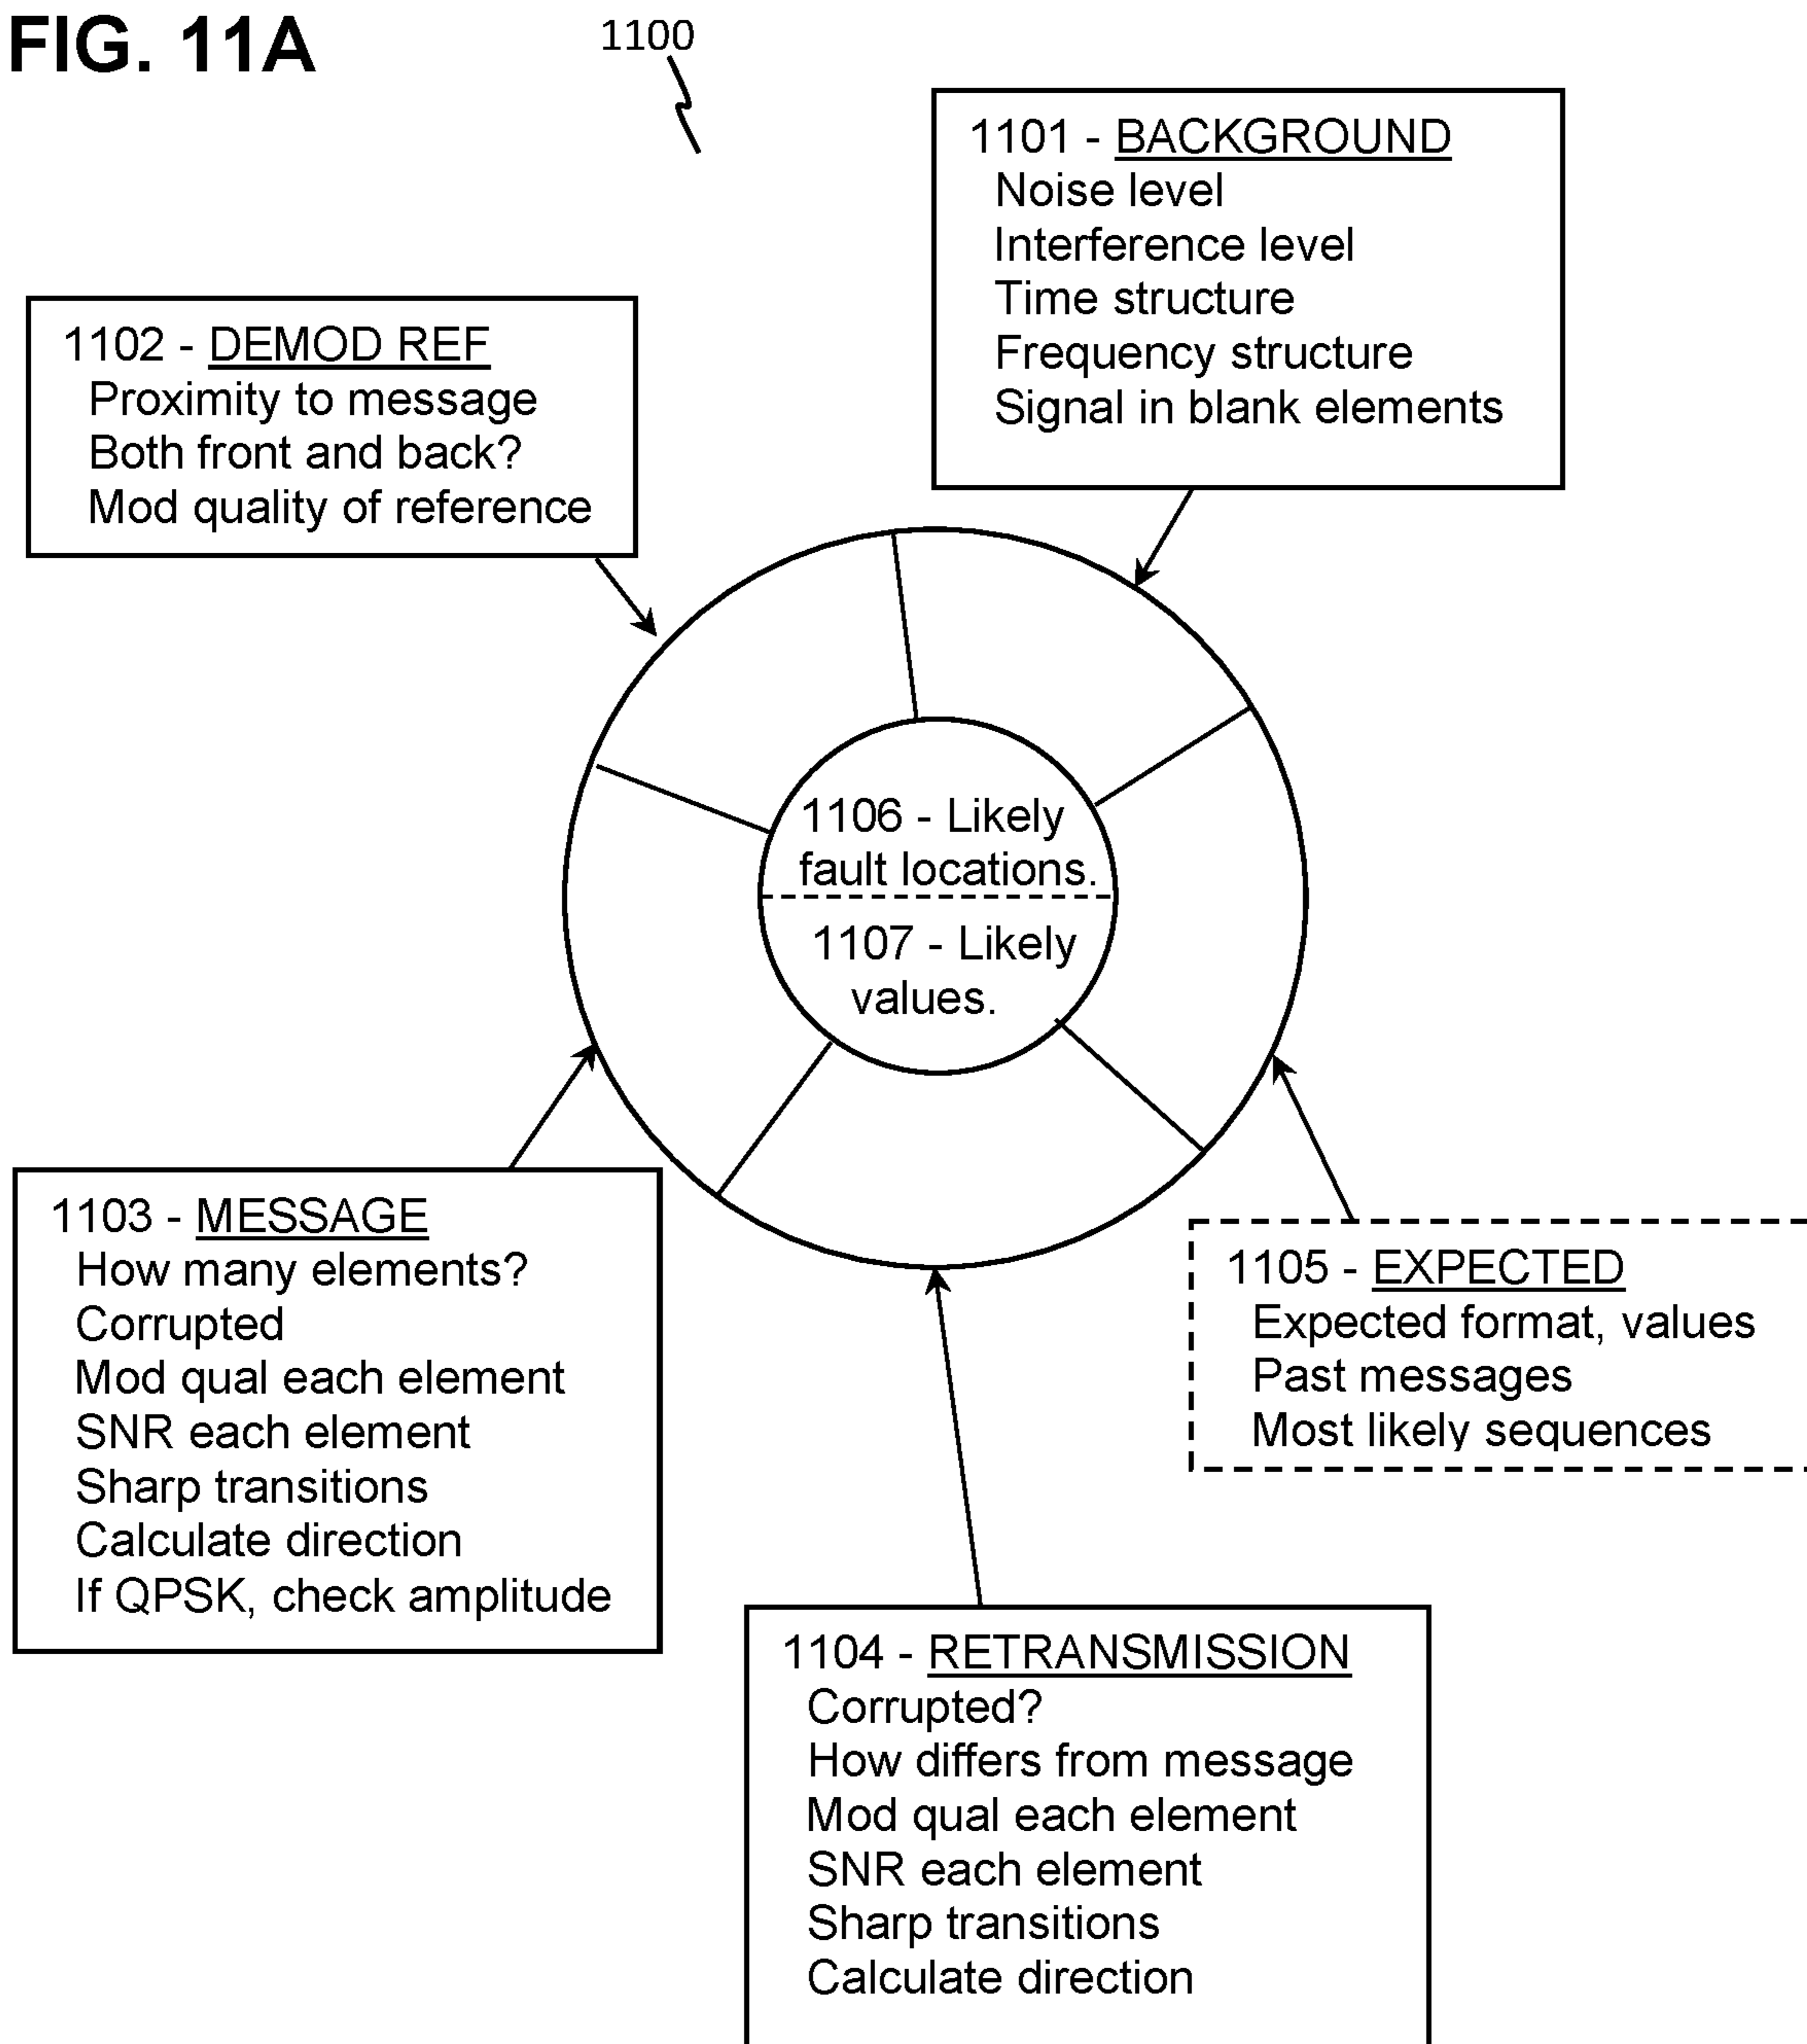 FIG. 11A
1100
1101 - BACKGROUND
Noise level
Interference level
Time structure
Frequency structure
Signal in blank elements
1102 - DEMOD REF
Proximity to message
Both front and back?
Mod quality of reference
1106 - Likely
fault locations.
1107 - Likely
values.
1103 - MESSAGE
How many elements?
Corrupted
Mod qual each element
SNR each element
Sharp transitions
Calculate direction
If QPSK, check amplitude
1105 - EXPECTED
Expected format, values
Past messages
Most likely sequences
1104 - RETRANSMISSION
Corrupted?
How differs from message
Mod qual each element
SNR each element
Sharp transitions
Calculate direction